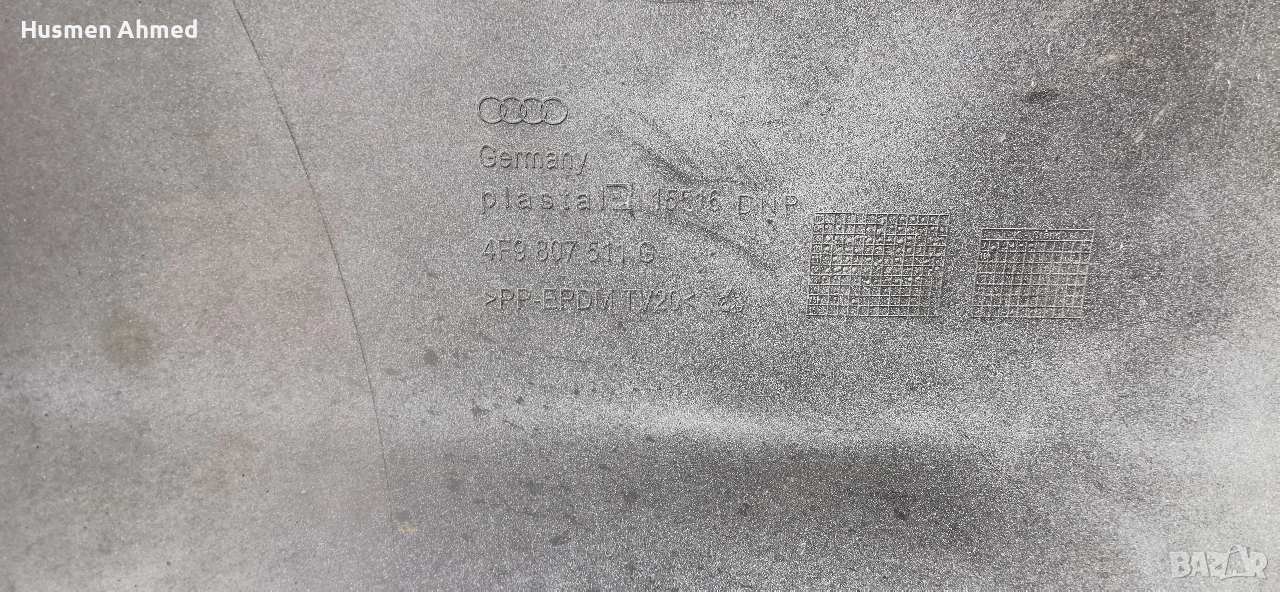 Husmen Ahmed
Germany
plastal 15516 DNP
4F9 807 511 G
>PP-EPDM TV20<
BAZAR